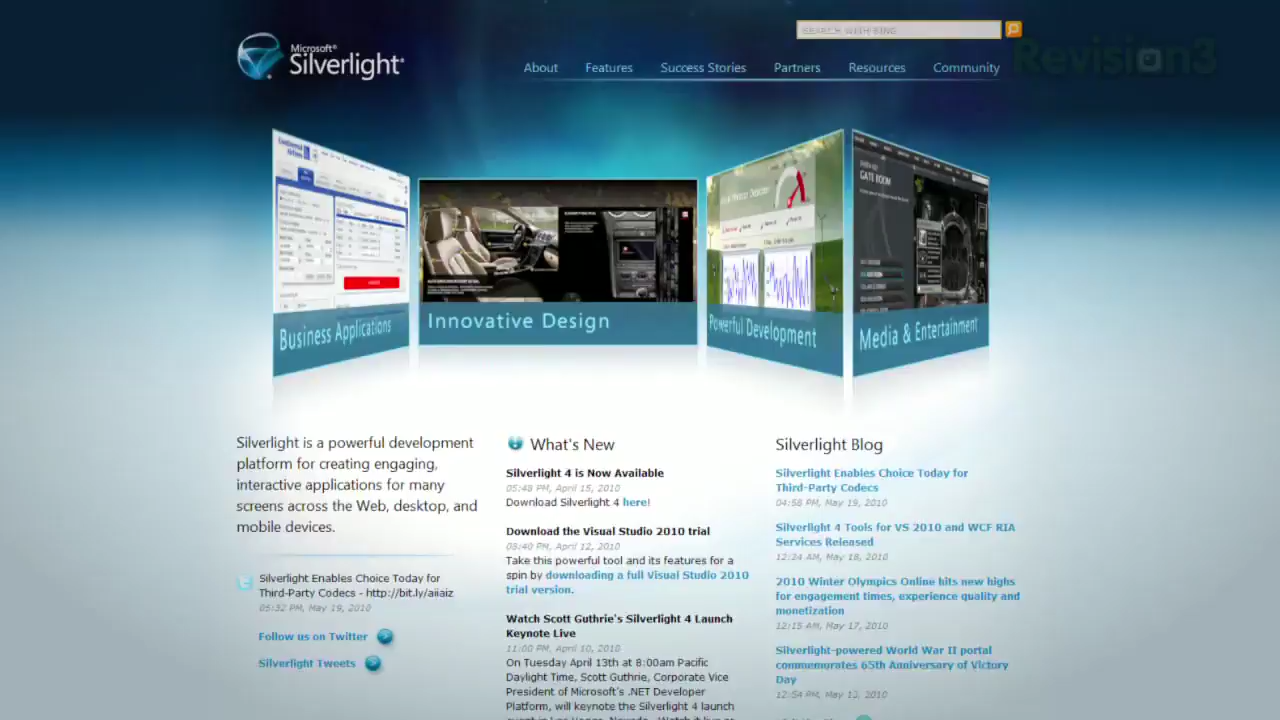 Microsoft®
Silverlight®
SEARCH WITH BING
Revision3
About Features Success Stories Partners Resources Community
Continental
Airlines
GATE ROOM
Business Applications
Innovative Design
Powerful Development
Media & Entertainment
Silverlight is a powerful development
platform for creating engaging,
interactive applications for many
screens across the Web, desktop, and
mobile devices.
Silverlight Enables Choice Today for
Third-Party Codecs - http://bit.ly/aiiaiz
05:32 PM, May 19, 2010
Follow us on Twitter
Silverlight Tweets
What's New
Silverlight 4 is Now Available
05:48 PM, April 15, 2010
Download Silverlight 4 here!
Download the Visual Studio 2010 trial
08:40 PM, April 12, 2010
Take this powerful tool and its features for a
spin by downloading a full Visual Studio 2010
trial version.
Watch Scott Guthrie's Silverlight 4 Launch
Keynote Live
11:00 PM, April 10, 2010
On Tuesday April 13th at 8:00am Pacific
Daylight Time, Scott Guthrie, Corporate Vice
President of Microsoft's .NET Developer
Platform, will keynote the Silverlight 4 launch
Silverlight Blog
Silverlight Enables Choice Today for
Third-Party Codecs
04:58 PM, May 19, 2010
Silverlight 4 Tools for VS 2010 and WCF RIA
Services Released
12:24 AM, May 18, 2010
2010 Winter Olympics Online hits new highs
for engagement times, experience quality and
monetization
12:15 AM, May 17, 2010
Silverlight-powered World War II portal
commemorates 65th Anniversary of Victory
Day
12:54 PM, May 13, 2010